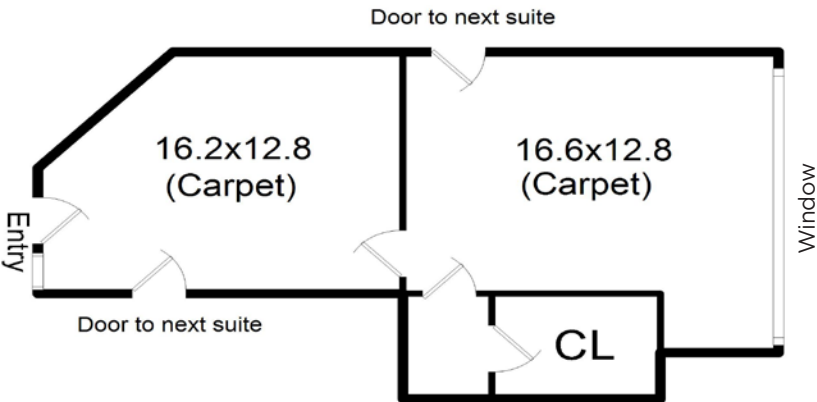 Door to next suite
16.2x12.8
(Carpet)
16.6x12.8
(Carpet)
Window
Entry
Door to next suite
CL